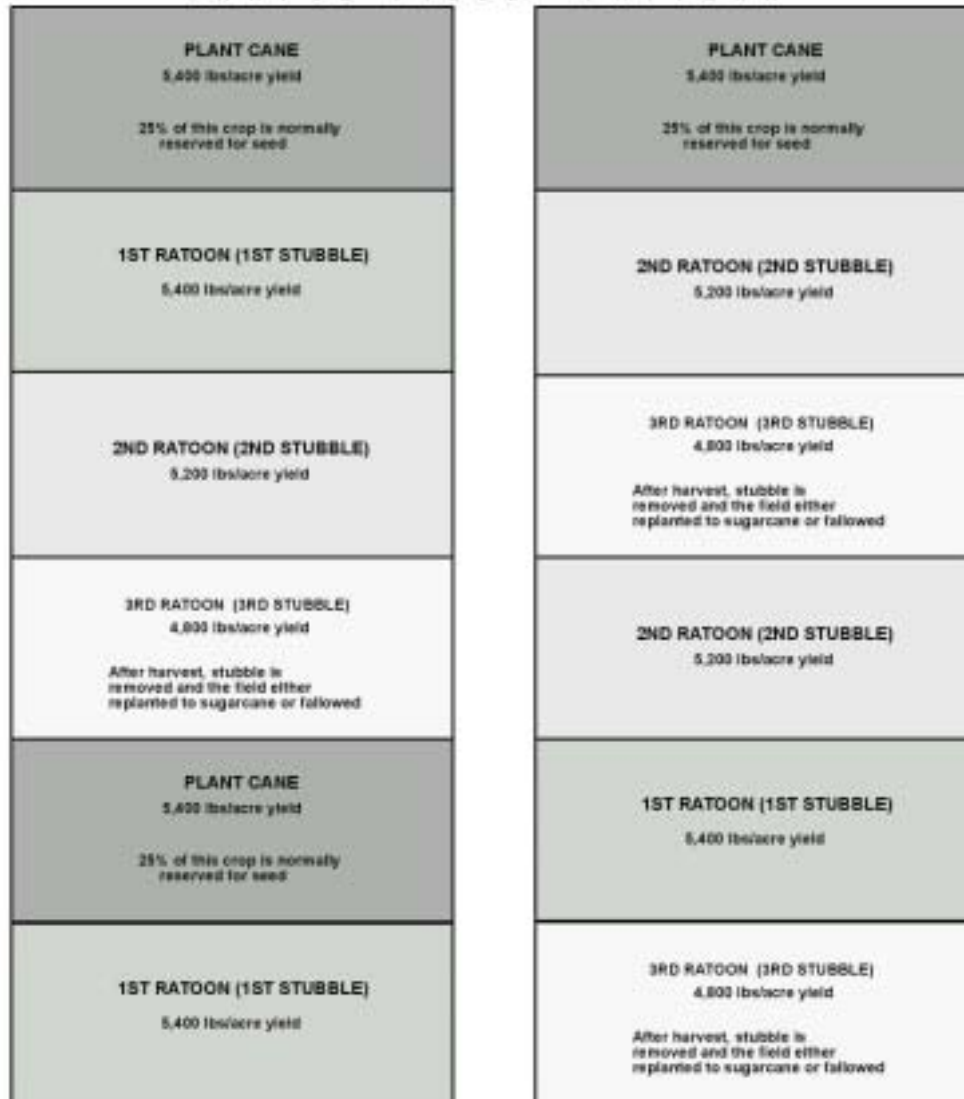 PLANT CANE
5,400 lbs/acre yield
25% of this crop is normally
reserved for seed
1ST RATOON (1ST STUBBLE)
5,400 lbs/acre yield
2ND RATOON (2ND STUBBLE)
5,200 lbs/acre yield
3RD RATOON (3RD STUBBLE)
4,800 lbs/acre yield
After harvest, stubble is
removed and the field either
replanted to sugarcane or fallowed
PLANT CANE
5,400 lbs/acre yield
25% of this crop is normally
reserved for seed
1ST RATOON (1ST STUBBLE)
5,400 lbs/acre yield
PLANT CANE
5,400 lbs/acre yield
25% of this crop is normally
reserved for seed
2ND RATOON (2ND STUBBLE)
5,200 lbs/acre yield
3RD RATOON (3RD STUBBLE)
4,800 lbs/acre yield
After harvest, stubble is
removed and the field either
replanted to sugarcane or fallowed
2ND RATOON (2ND STUBBLE)
5,200 lbs/acre yield
1ST RATOON (1ST STUBBLE)
5,400 lbs/acre yield
3RD RATOON (3RD STUBBLE)
4,800 lbs/acre yield
After harvest, stubble is
removed and the field either
replanted to sugarcane or fallowed